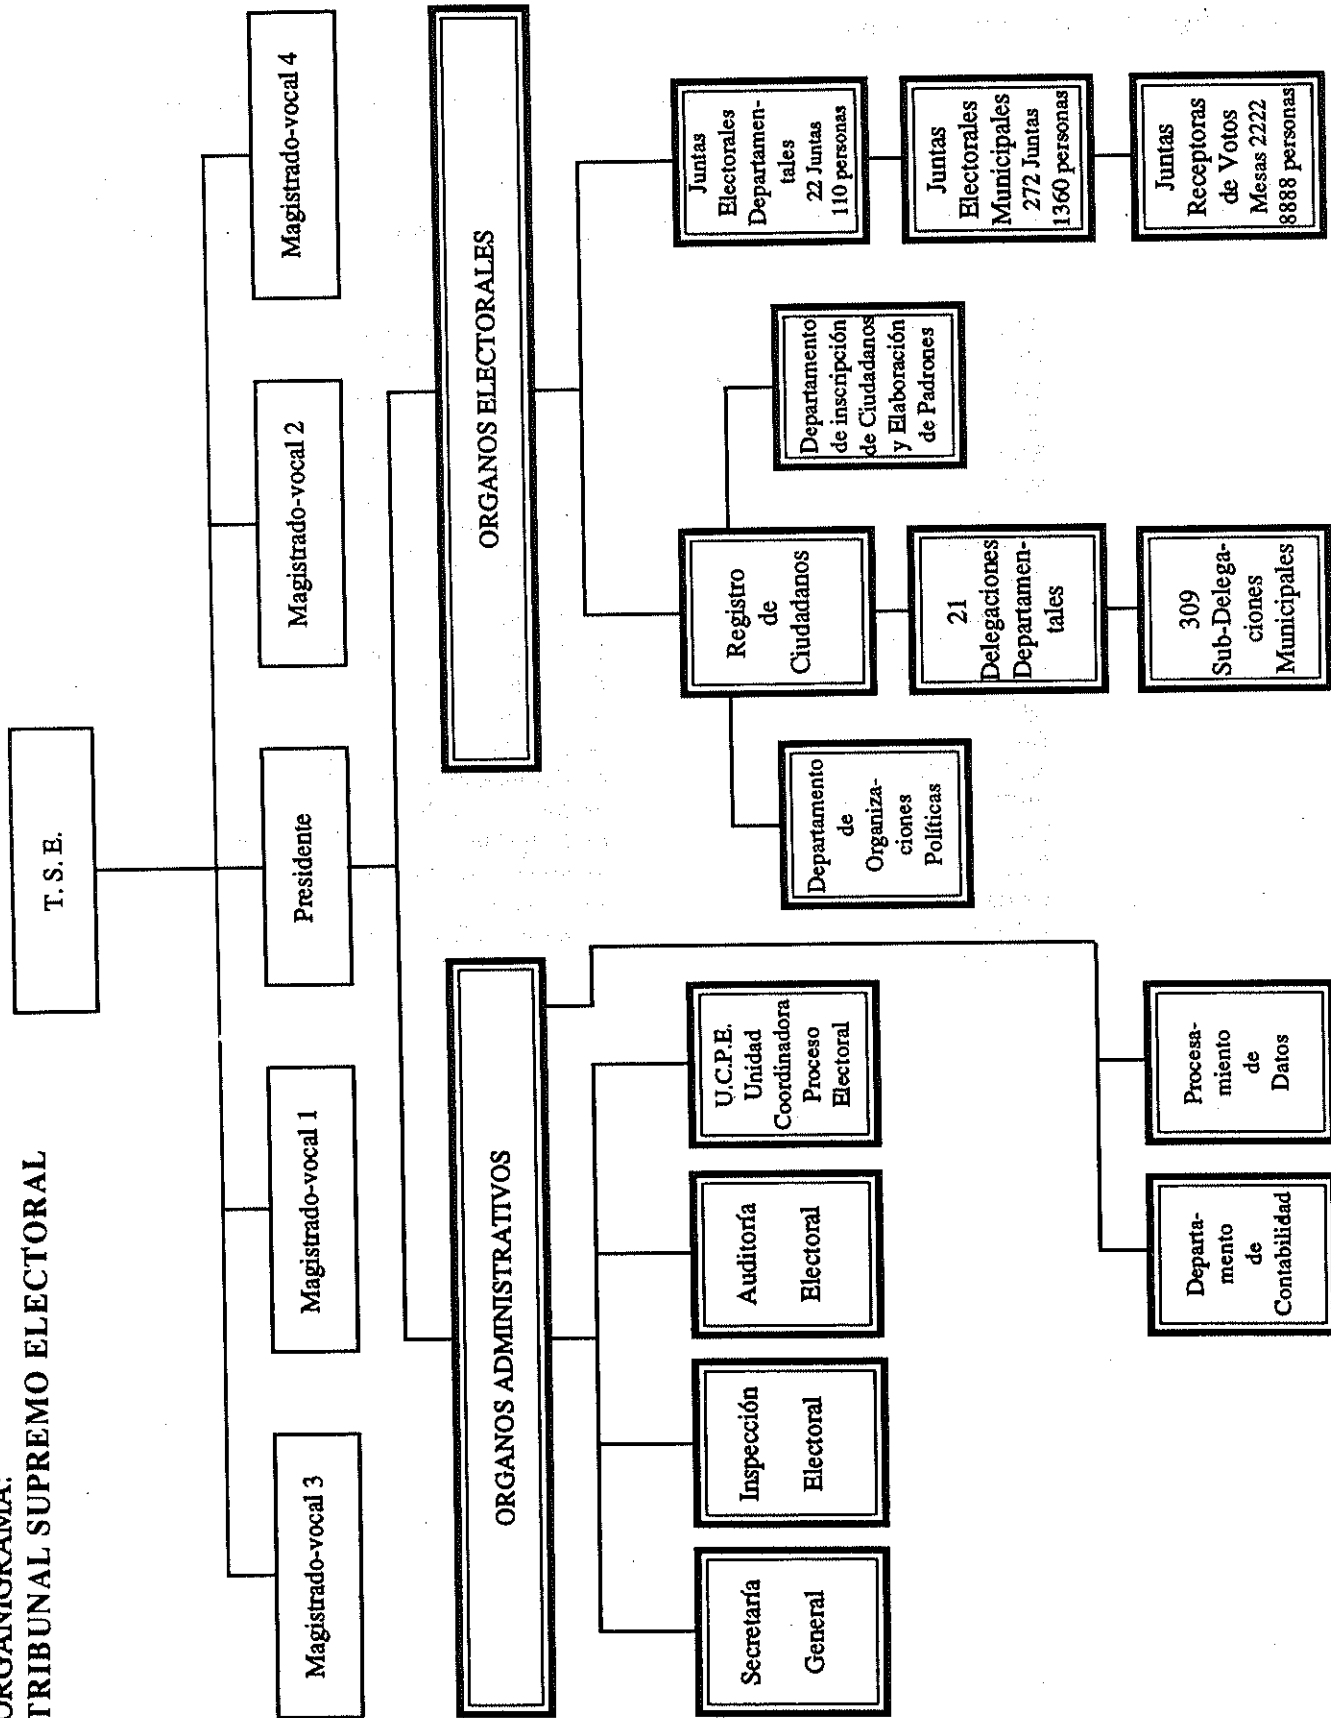 ORGANIGRAMA:
TRIBUNAL SUPREMO ELECTORAL
T. S. E.
Magistrado-vocal 3
Magistrado-vocal 1
Presidente
Magistrado-vocal 2
Magistrado-vocal 4
ORGANOS ADMINISTRATIVOS
ORGANOS ELECTORALES
Secretaría
General
Inspección
Electoral
Auditoría
Electoral
U.C.P.E.
Unidad
Coordinadora
Proceso
Electoral
Departa-
mento
de
Contabilidad
Procesa-
miento
de
Datos
Departamento
de
Organiza-
ciones
Políticas
Registro
de
Ciudadanos
Departamento
de inscripción
de Ciudadanos
y Elaboración
de Padrones
21
Delegaciones
Departamen-
tales
309
Sub-Delega-
ciones
Municipales
Juntas
Electorales
Departamen-
tales
22 Juntas
110 personas
Juntas
Electorales
Municipales
272 Juntas
1360 personas
Juntas
Receptoras
de Votos
Mesas 2222
8888 personas